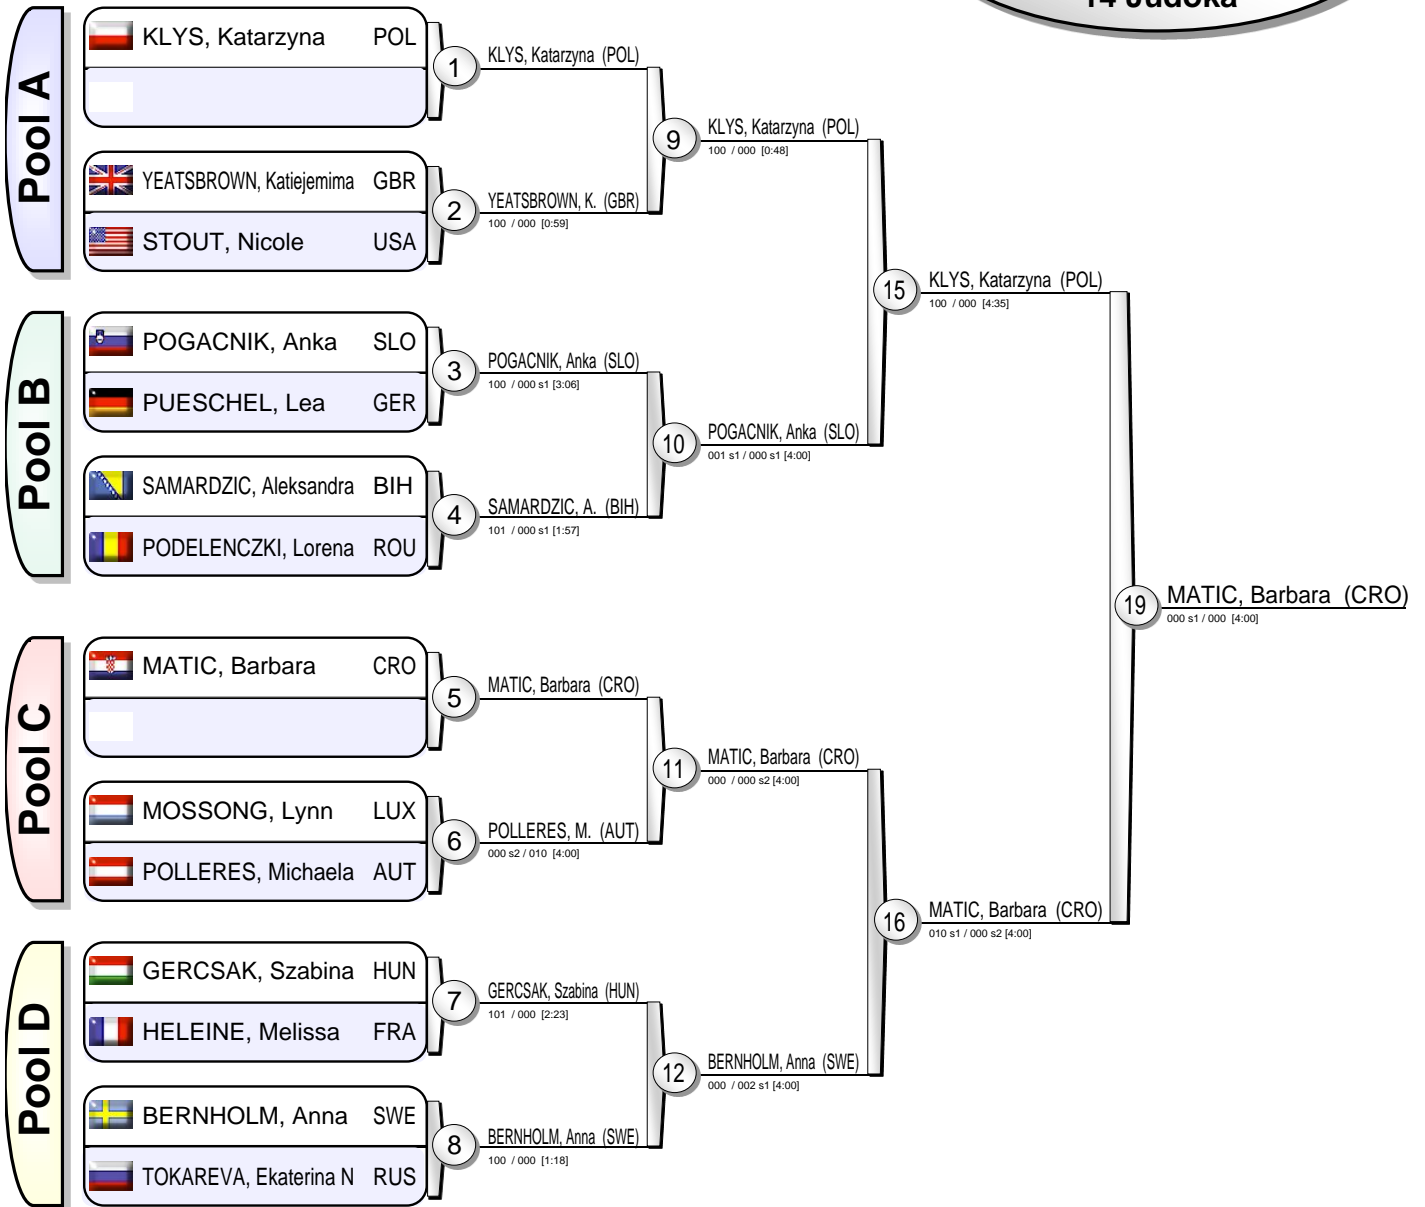 14 Judoka
Pool A
KLYS, Katarzyna POL
1
KLYS, Katarzyna (POL)
YEATSBROWN, Katiejemima GBR
STOUT, Nicole USA
2
YEATSBROWN, K. (GBR)
100 / 000 [0:59]
9
KLYS, Katarzyna (POL)
100 / 000 [0:48]
Pool B
POGACNIK, Anka SLO
PUESCHEL, Lea GER
3
POGACNIK, Anka (SLO)
100 / 000 s1 [3:06]
SAMARDZIC, Aleksandra BIH
PODELENCZKI, Lorena ROU
4
SAMARDZIC, A. (BIH)
101 / 000 s1 [1:57]
10
POGACNIK, Anka (SLO)
001 s1 / 000 s1 [4:00]
15
KLYS, Katarzyna (POL)
100 / 000 [4:35]
Pool C
MATIC, Barbara CRO
5
MATIC, Barbara (CRO)
MOSSONG, Lynn LUX
POLLERES, Michaela AUT
6
POLLERES, M. (AUT)
000 s2 / 010 [4:00]
11
MATIC, Barbara (CRO)
000 / 000 s2 [4:00]
Pool D
GERCSAK, Szabina HUN
HELEINE, Melissa FRA
7
GERCSAK, Szabina (HUN)
101 / 000 [2:23]
BERNHOLM, Anna SWE
TOKAREVA, Ekaterina N RUS
8
BERNHOLM, Anna (SWE)
100 / 000 [1:18]
12
BERNHOLM, Anna (SWE)
000 / 002 s1 [4:00]
16
MATIC, Barbara (CRO)
010 s1 / 000 s2 [4:00]
19
MATIC, Barbara (CRO)
000 s1 / 000 [4:00]